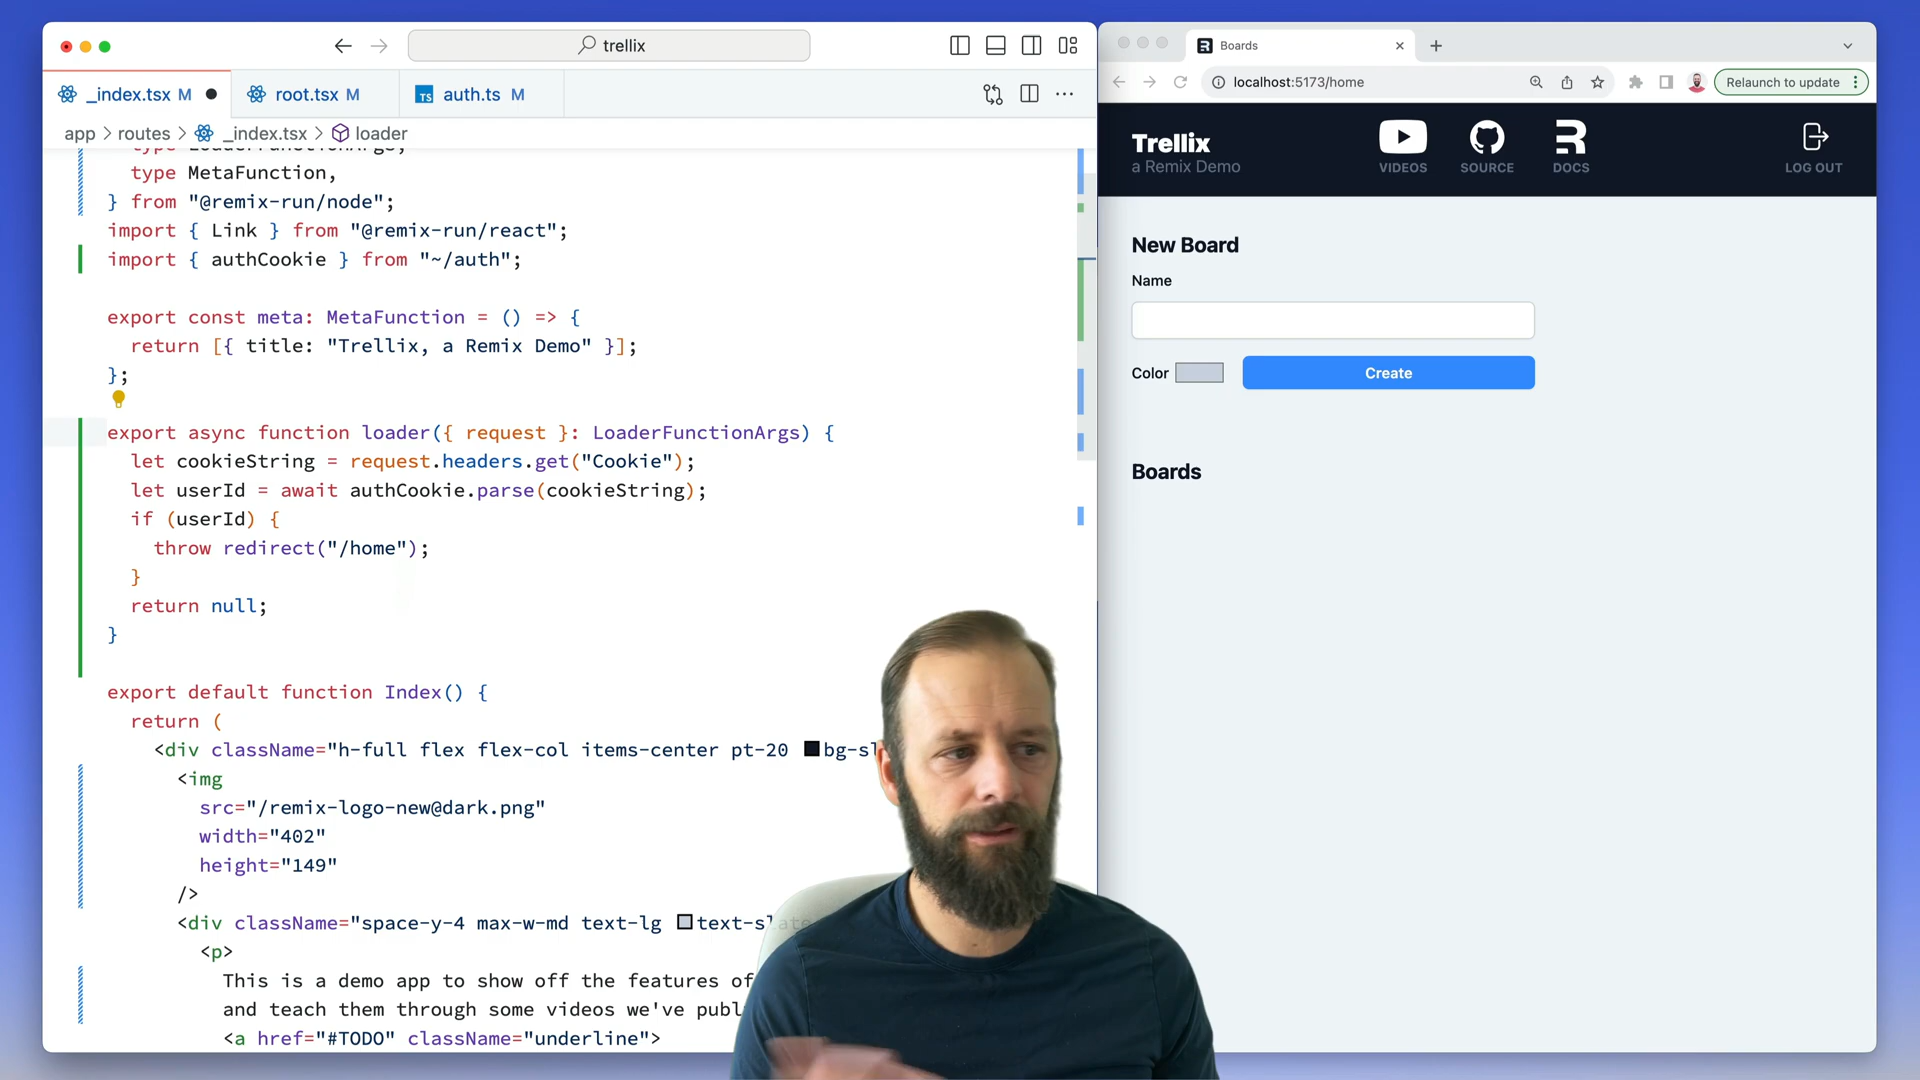 trellix
_index.tsx M
root.tsx M
TS auth.ts M
app > routes > _index.tsx > loader
type LoaderFunctionArgs,
type MetaFunction,
} from "@remix-run/node";
import { Link } from "@remix-run/react";
import { authCookie } from "~/auth";
export const meta: MetaFunction = () => {
return [{ title: "Trellix, a Remix Demo" }];
};
export async function loader({ request }: LoaderFunctionArgs) {
let cookieString = request.headers.get("Cookie");
let userId = await authCookie.parse(cookieString);
if (userId) {
throw redirect("/home");
}
return null;
}
export default function Index() {
return (
<div className="h-full flex flex-col items-center pt-20 bg-sl
<img
src="/remix-logo-new@dark.png"
width="402"
height="149"
/>
<div className="space-y-4 max-w-md text-lg text-slate
<p>
This is a demo app to show off the features of
and teach them through some videos we've publ
<a href="#TODO" className="underline">
Boards
localhost:5173/home
Relaunch to update
Trellix
a Remix Demo
VIDEOS
SOURCE
DOCS
LOG OUT
New Board
Name
Color
Create
Boards